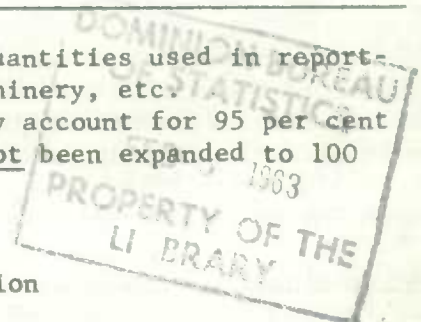 uantities used in report-
hinery, etc.
y account for 95 per cent
ot been expanded to 100
ion
DOMINION BUREAU
OF STATISTICS
1963
PROPERTY OF THE
LIBRARY